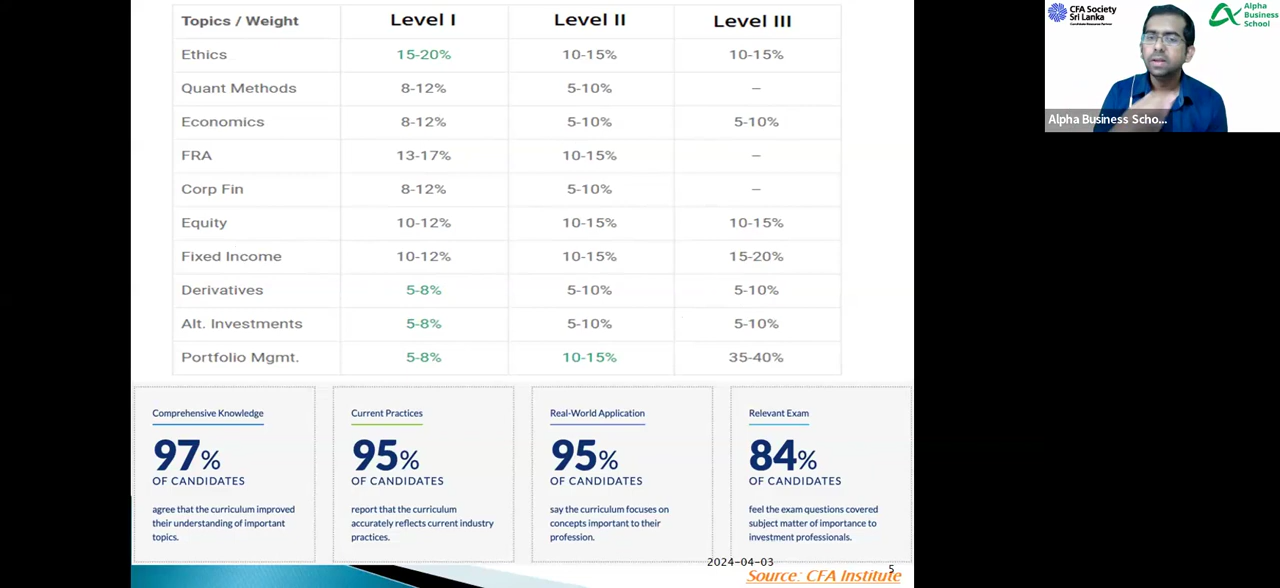 Topics / Weight Level I Level II Level III
Ethics 15-20% 10-15% 10-15%
Quant Methods 8-12% 5-10% –
Economics 8-12% 5-10% 5-10%
FRA 13-17% 10-15% –
Corp Fin 8-12% 5-10% –
Equity 10-12% 10-15% 10-15%
Fixed Income 10-12% 10-15% 15-20%
Derivatives 5-8% 5-10% 5-10%
Alt. Investments 5-8% 5-10% 5-10%
Portfolio Mgmt. 5-8% 10-15% 35-40%
Comprehensive Knowledge
97%
OF CANDIDATES
agree that the curriculum improved
their understanding of important
topics.
Current Practices
95%
OF CANDIDATES
report that the curriculum
accurately reflects current industry
practices.
Real-World Application
95%
OF CANDIDATES
say the curriculum focuses on
concepts important to their
profession.
Relevant Exam
84%
OF CANDIDATES
feel the exam questions covered
subject matter of importance to
investment professionals.
2024-04-03
5
Source: CFA Institute
CFA Society
Sri Lanka
Alpha
Business
School
Alpha Business Scho...